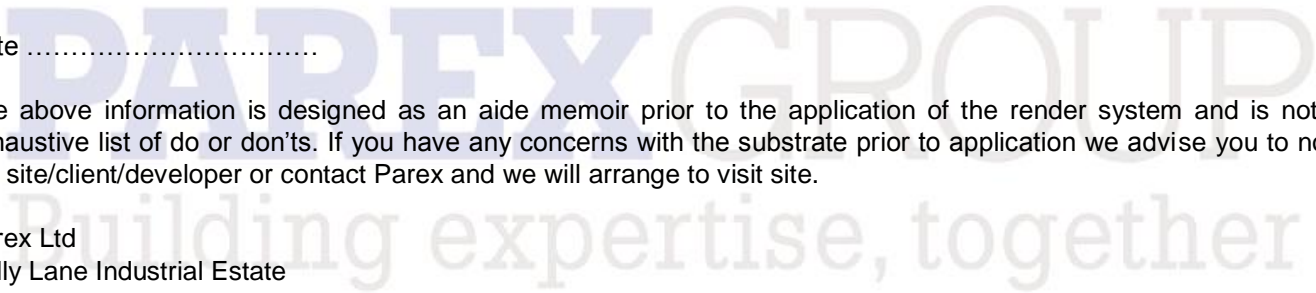 te ……………………………
PAREXGROUP
e above information is designed as an aide memoir prior to the application of the render system and is not
haustive list of do or don'ts. If you have any concerns with the substrate prior to application we advise you to no
site/client/developer or contact Parex and we will arrange to visit site.
Building expertise, together
rex Ltd
lly Lane Industrial Estate